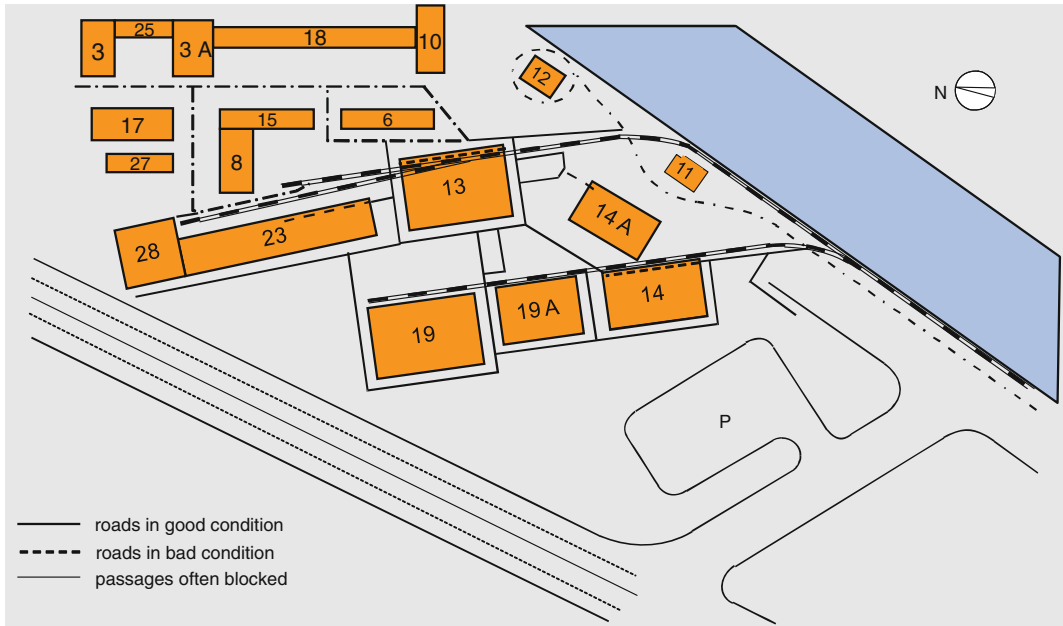 25
3
3 A
18
10
12
N
17
15
6
8
27
11
13
14 A
28
23
14
19 A
19
P
roads in good condition
roads in bad condition
passages often blocked